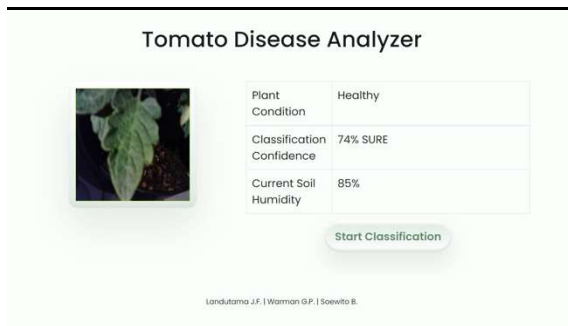 Tomato Disease Analyzer
Plant Healthy
Condition
Classification 74% SURE
Confidence
Current Soil 85%
Humidity
Start Classification
Landutama J.F. | Warman G.P. | Soewito B.